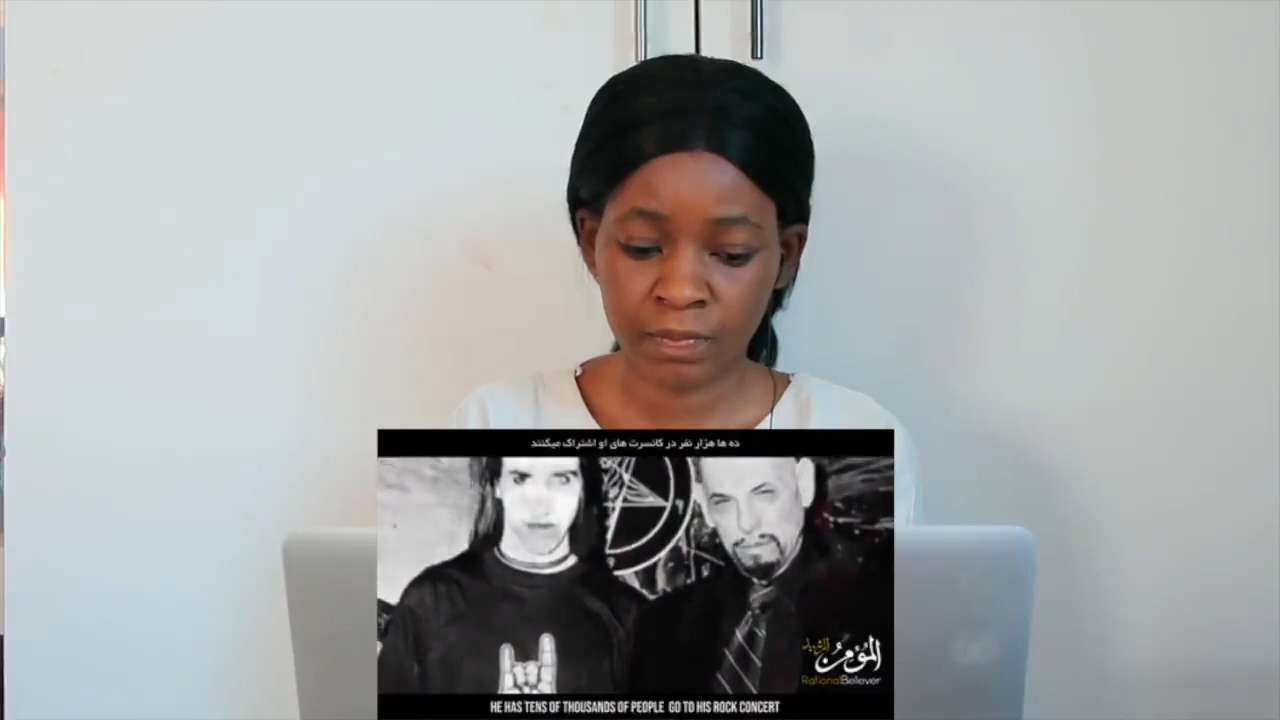 ده ها هزار نفر در کانسرت های او اشتراک میکنند
المؤمن الرشيد
RationalBeliever
HE HAS TENS OF THOUSANDS OF PEOPLE GO TO HIS ROCK CONCERT